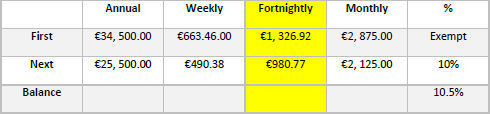 Annual Weekly Fortnightly Monthly %
First €34, 500.00 €663.46.00 €1, 326.92 €2, 875.00 Exempt
Next €25, 500.00 €490.38 €980.77 €2, 125.00 10%
Balance 10.5%